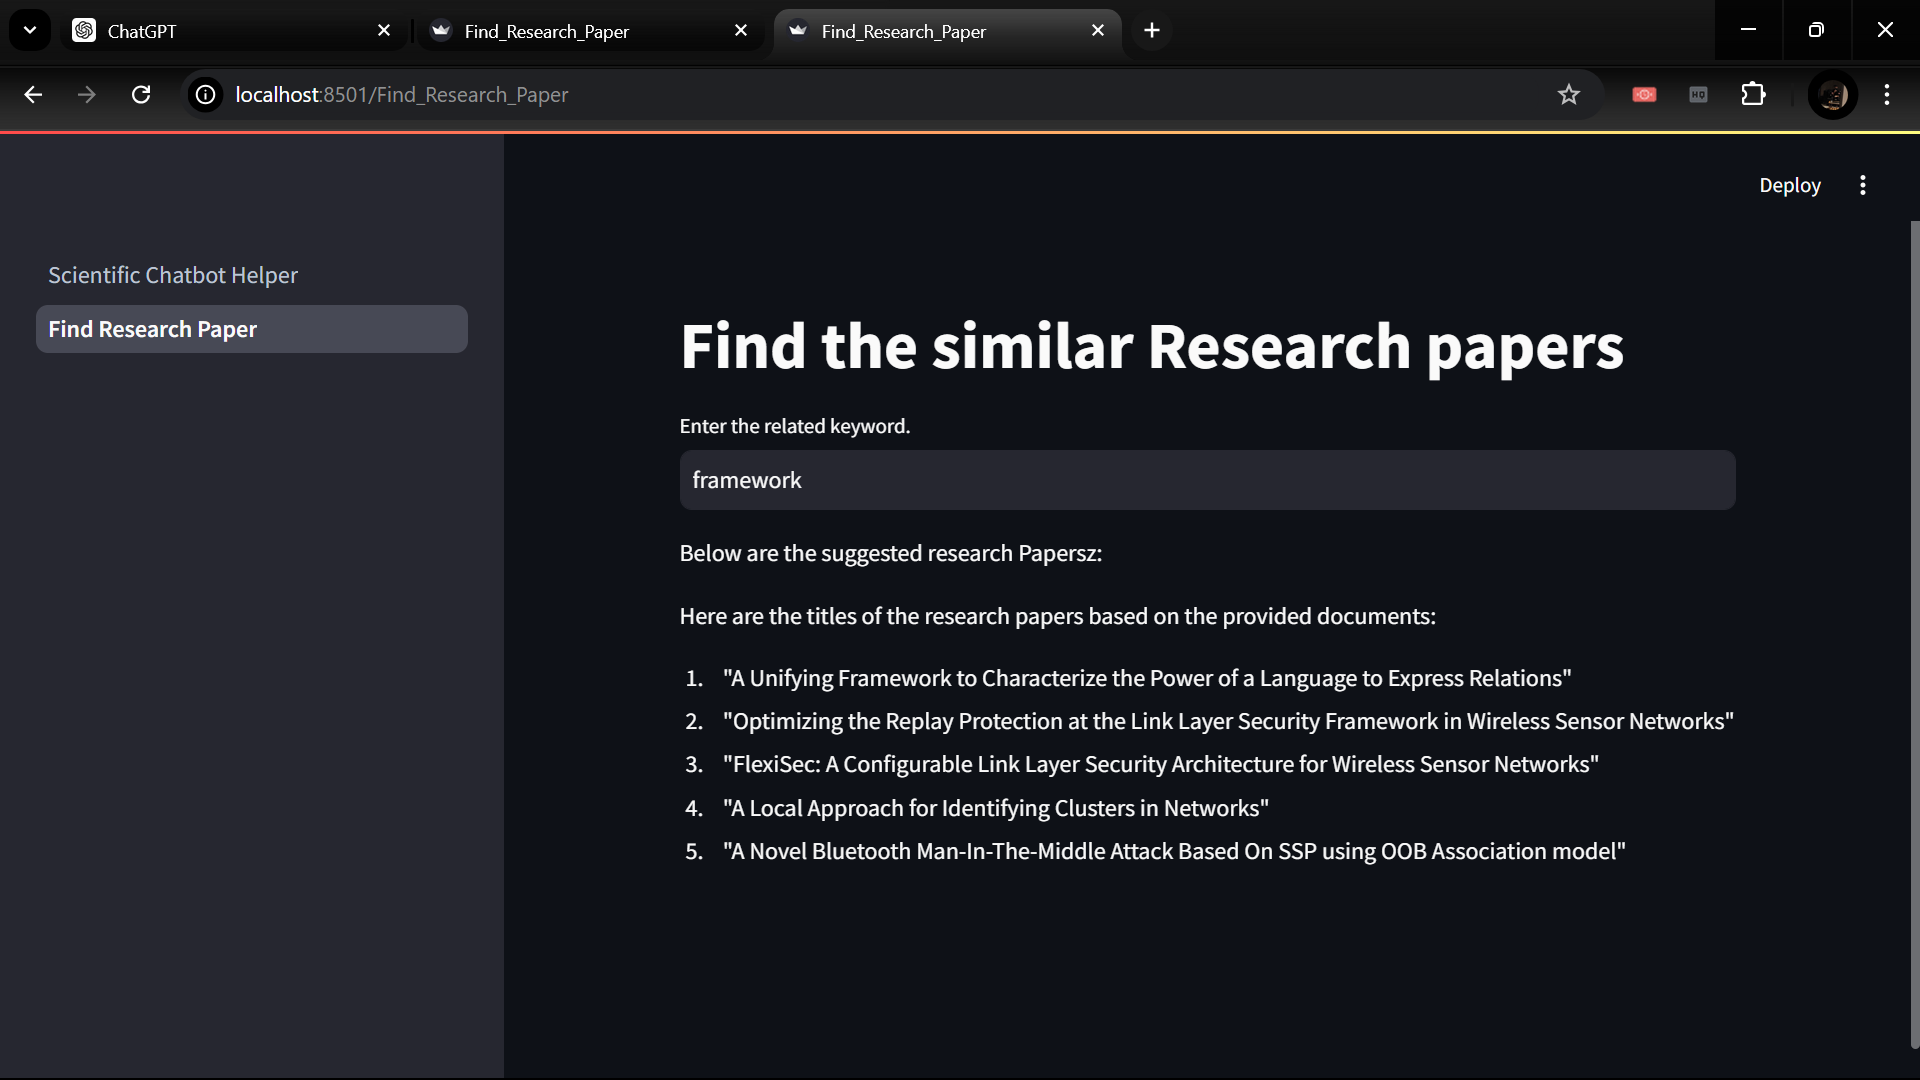 ChatGPT
Find_Research_Paper
Find_Research_Paper
localhost:8501/Find_Research_Paper
HQ
Deploy
Scientific Chatbot Helper
Find Research Paper
Find the similar Research papers
Enter the related keyword.
framework
Below are the suggested research Papersz:
Here are the titles of the research papers based on the provided documents:
1. "A Unifying Framework to Characterize the Power of a Language to Express Relations"
2. "Optimizing the Replay Protection at the Link Layer Security Framework in Wireless Sensor Networks"
3. "FlexiSec: A Configurable Link Layer Security Architecture for Wireless Sensor Networks"
4. "A Local Approach for Identifying Clusters in Networks"
5. "A Novel Bluetooth Man-In-The-Middle Attack Based On SSP using OOB Association model"